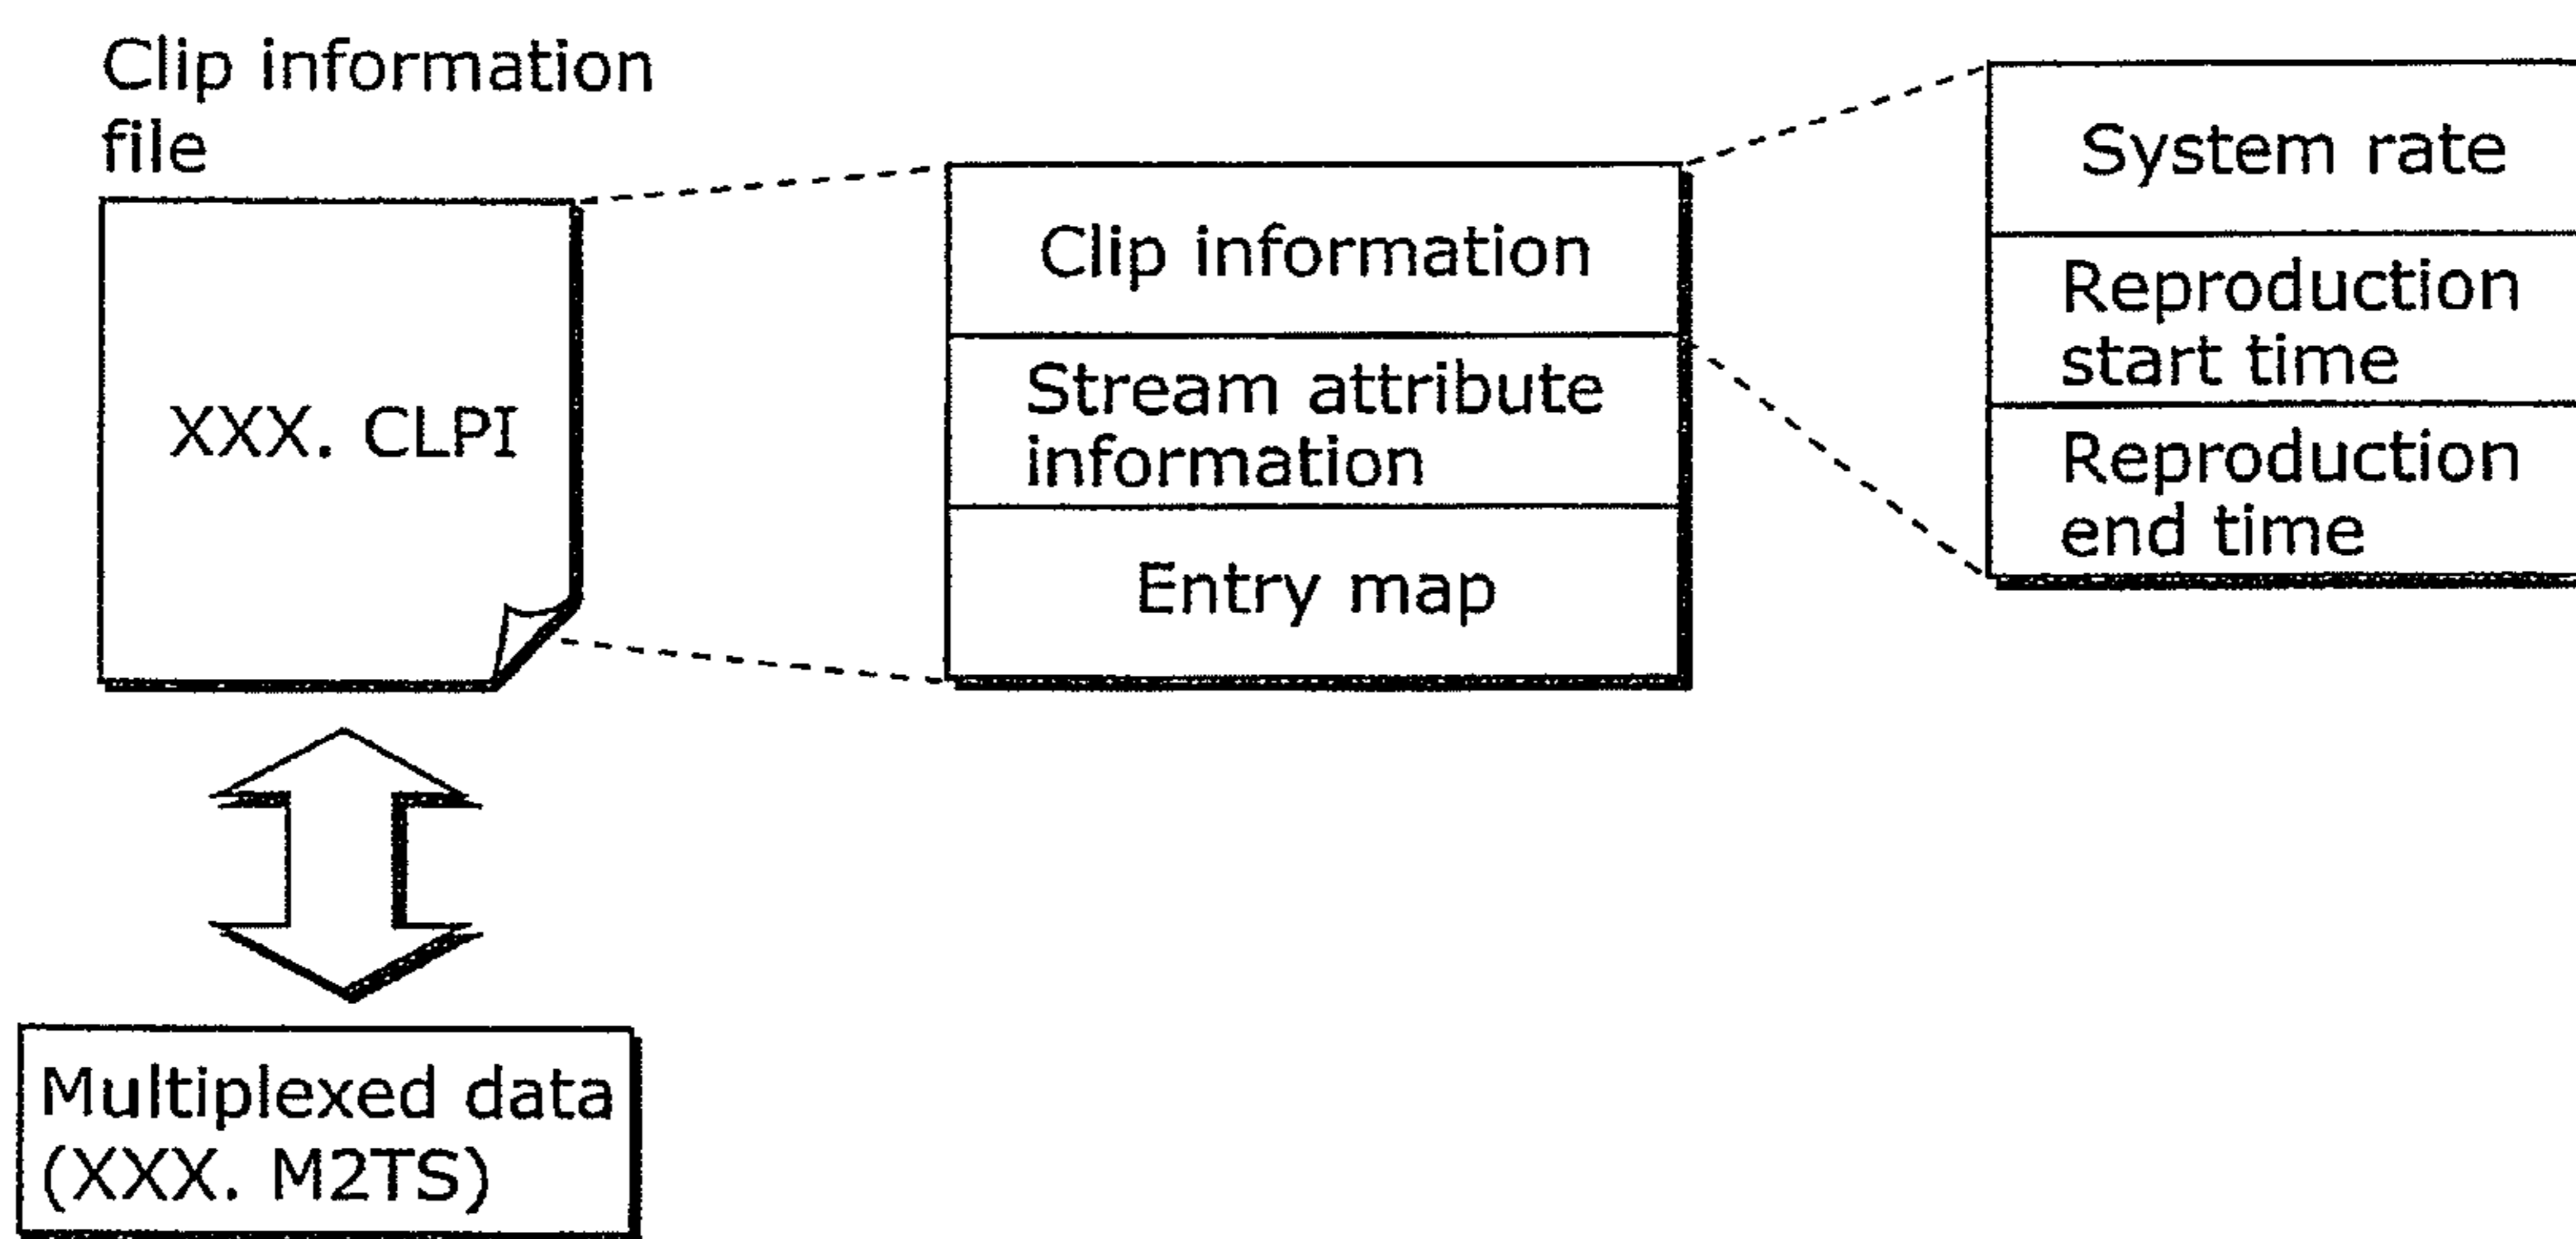 Clip information
file
XXX. CLPI
Multiplexed data
(XXX. M2TS)
Clip information
Stream attribute
information
Entry map
System rate
Reproduction
start time
Reproduction
end time